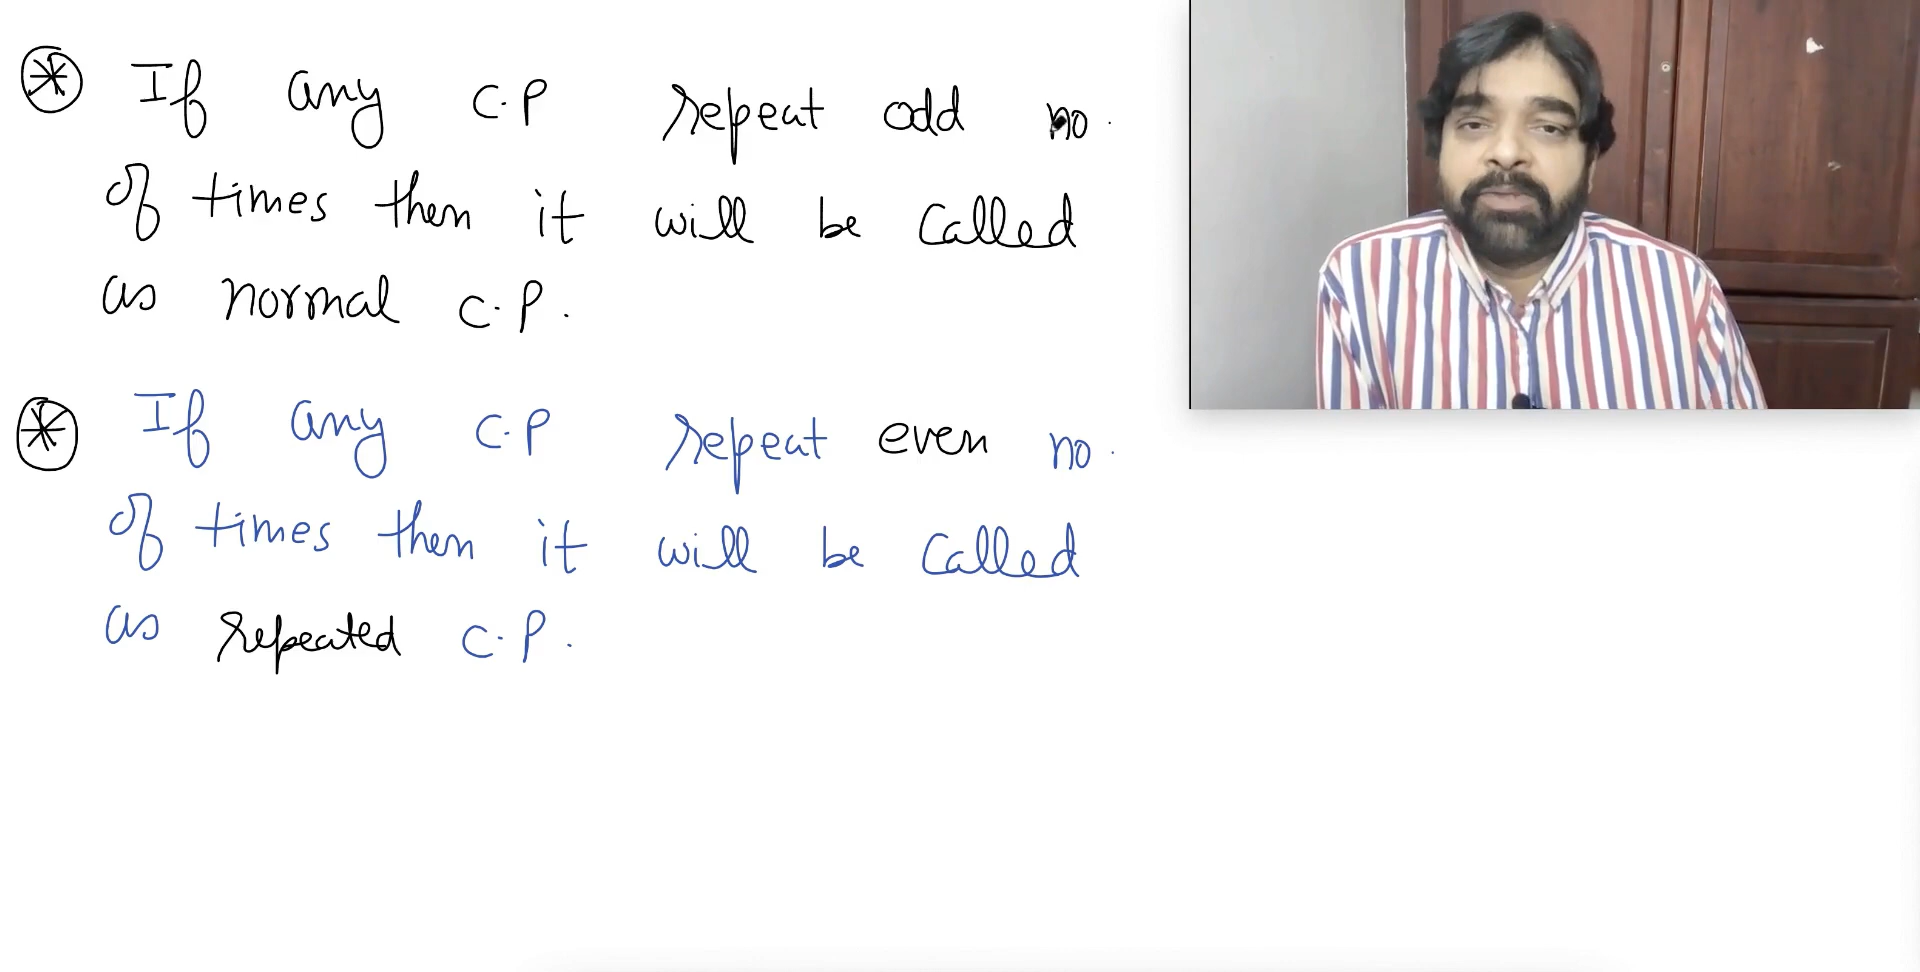 * If any C.P repeat odd no.
of times then it will be called
as normal C.P.
* If any C.P repeat even no.
of times then it will be called
as repeated C.P.